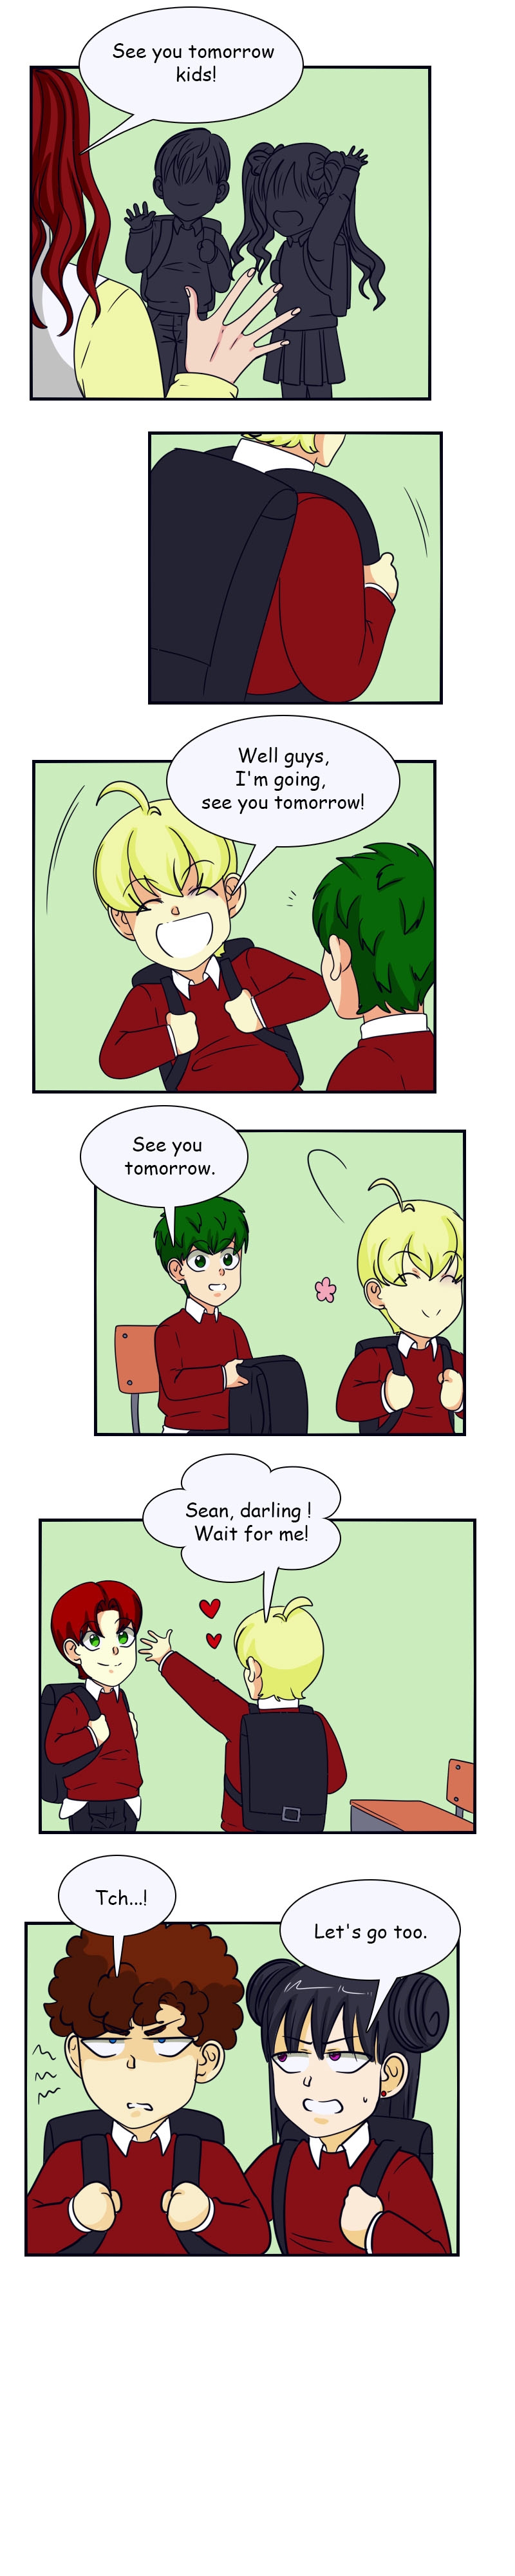 See you tomorrow
kids!
Well guys,
I'm going,
see you tomorrow!
See you
tomorrow.
Sean, darling !
Wait for me!
Tch...!
Let's go too.